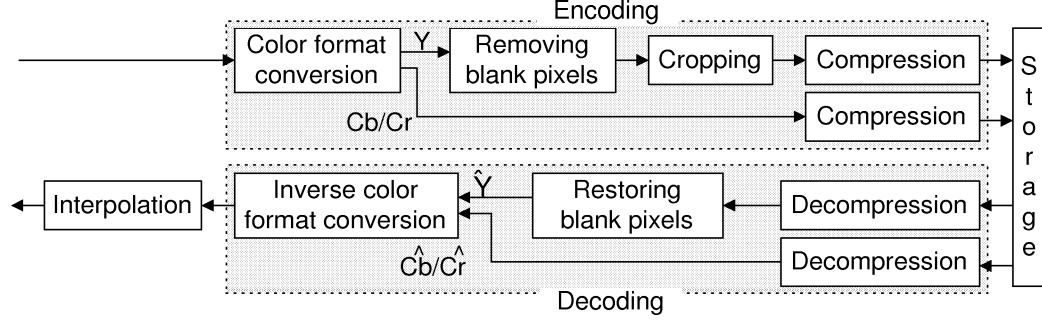 Encoding
Color format
conversion
Y
Removing
blank pixels
Cropping
Compression
Cb/Cr
Compression
Storage
Interpolation
Inverse color
format conversion
Ŷ
Restoring
blank pixels
Decompression
Ĉb/Ĉr
Decompression
Decoding